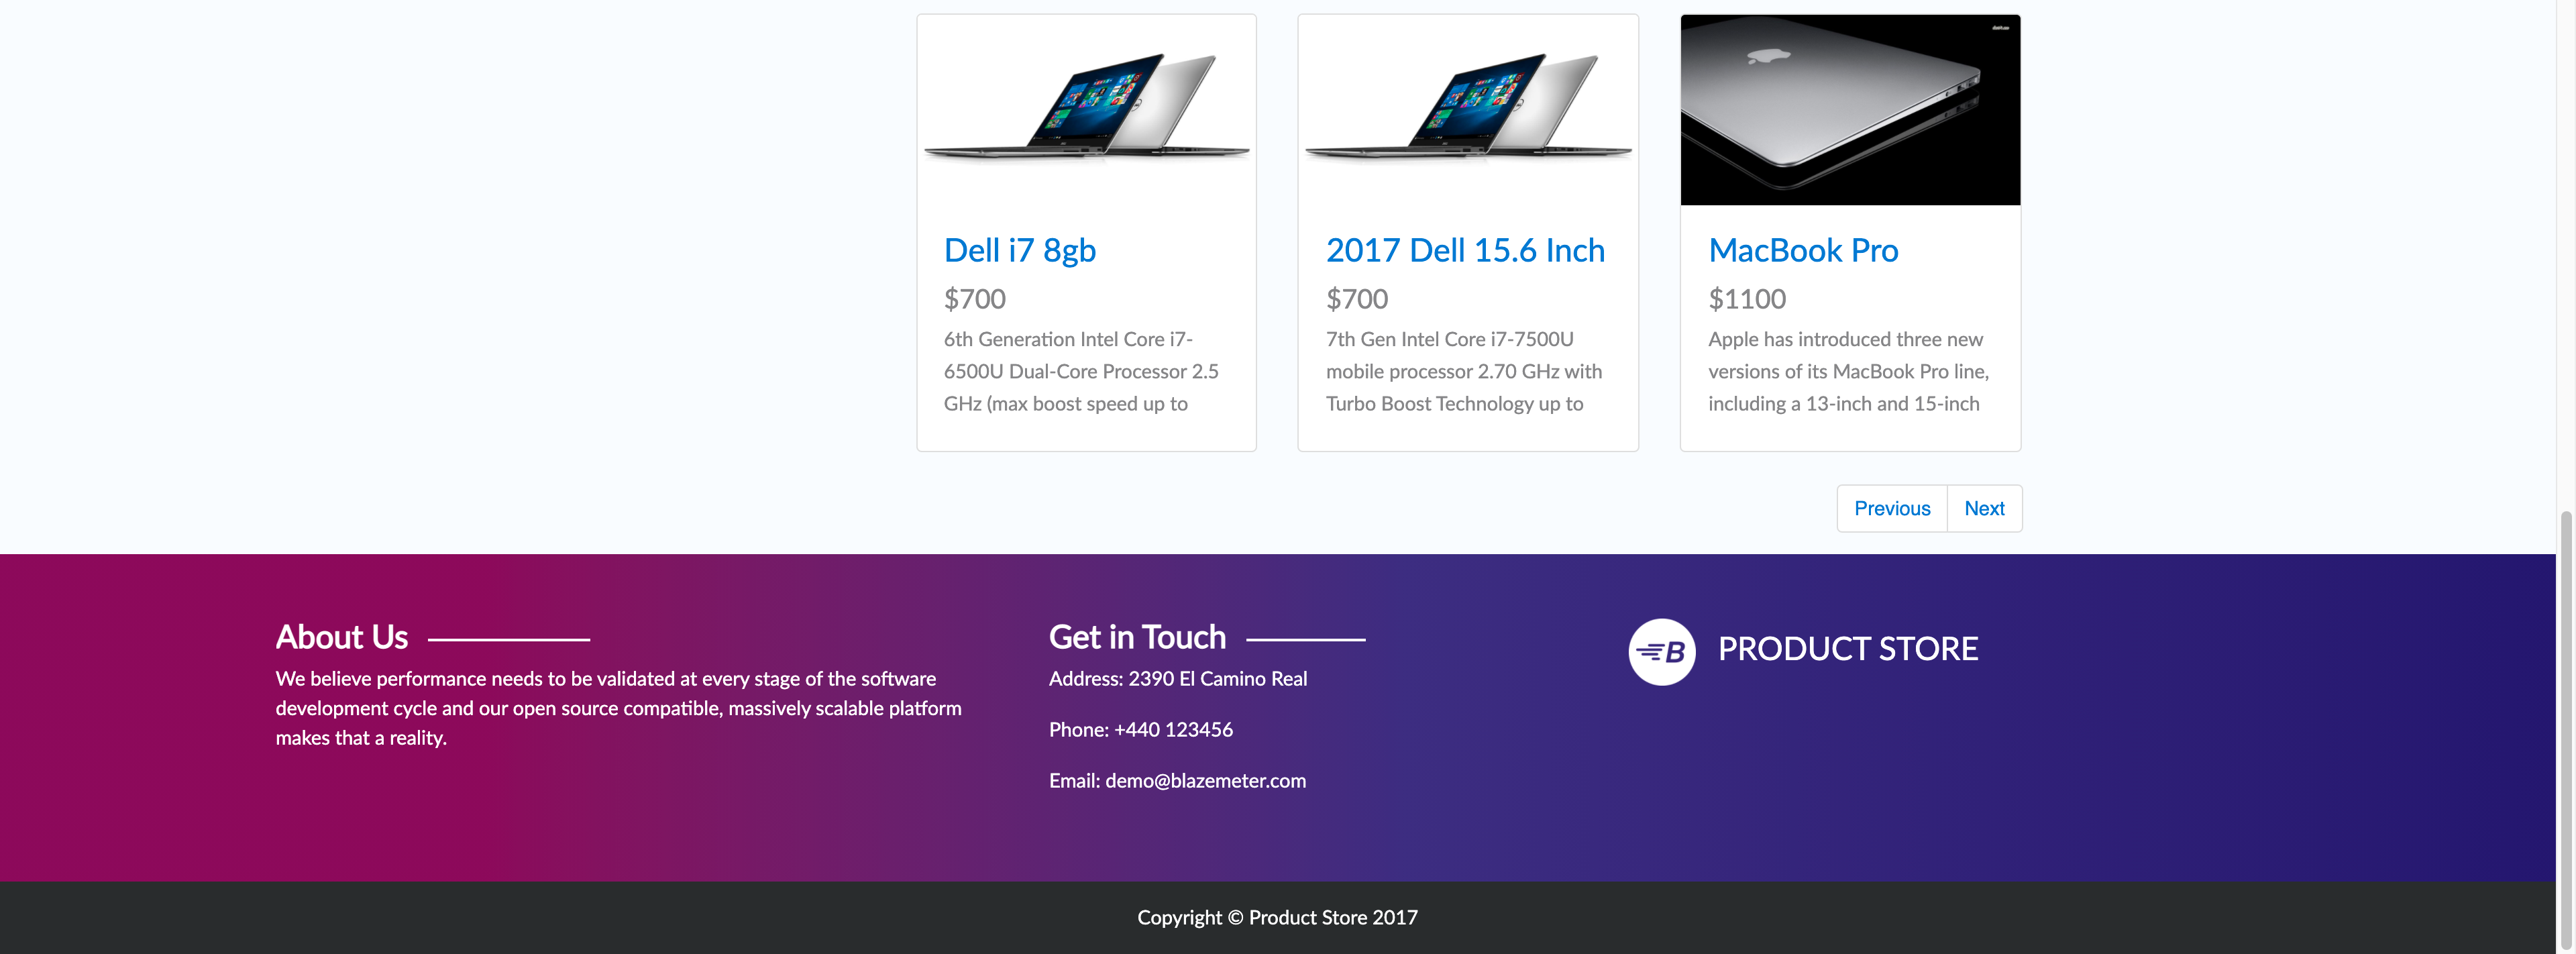 Dell i7 8gb
$700
6th Generation Intel Core i7-
6500U Dual-Core Processor 2.5
GHz (max boost speed up to
2017 Dell 15.6 Inch
$700
7th Gen Intel Core i7-7500U
mobile processor 2.70 GHz with
Turbo Boost Technology up to
MacBook Pro
$1100
Apple has introduced three new
versions of its MacBook Pro line,
including a 13-inch and 15-inch
Previous
Next
About Us
We believe performance needs to be validated at every stage of the software
development cycle and our open source compatible, massively scalable platform
makes that a reality.
Get in Touch
Address: 2390 El Camino Real
Phone: +440 123456
Email: demo@blazemeter.com
B
PRODUCT STORE
Copyright © Product Store 2017